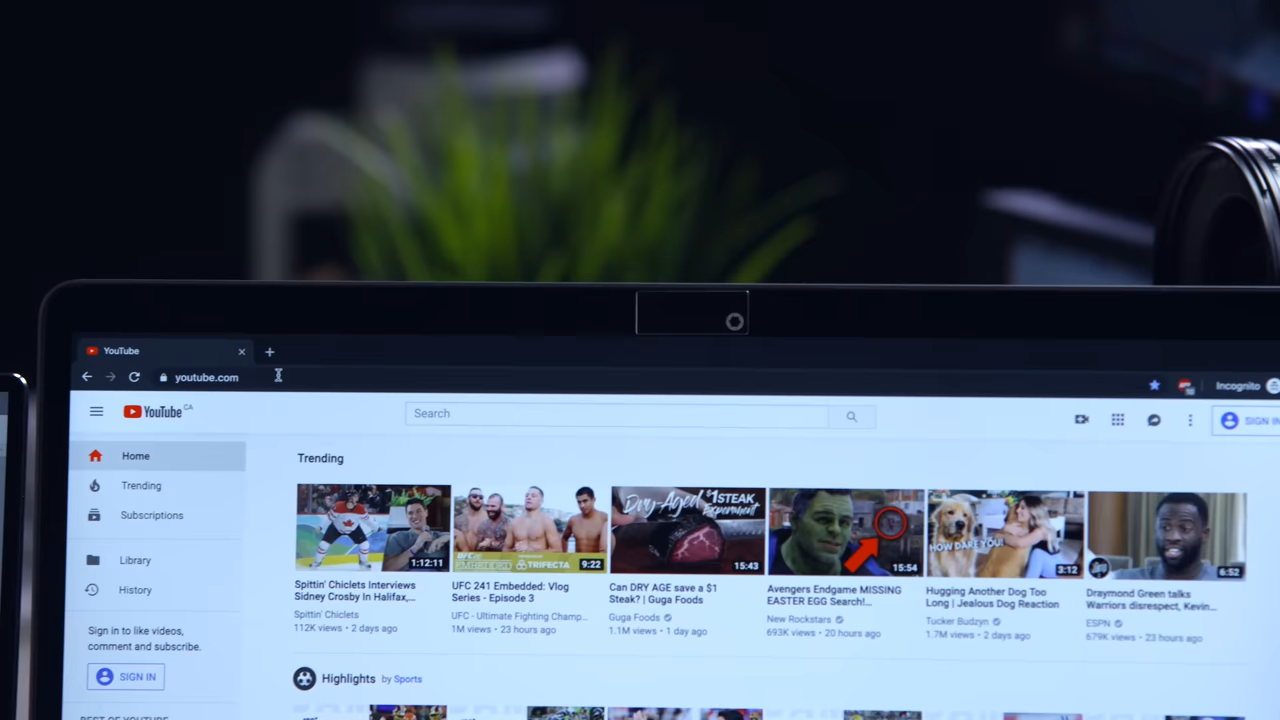 YouTube
youtube.com
Incognito
YouTube CA
Search
SIGN IN
Home
Trending
Subscriptions
Library
History
Sign in to like videos,
comment and subscribe.
SIGN IN
BEST OF YOUTUBE
Trending
1:12:11
Spittin' Chiclets Interviews
Sidney Crosby In Halifax,...
Spittin' Chiclets
112K views • 2 days ago
UFC
EMBEDDED
TRIFECTA
9:22
UFC 241 Embedded: Vlog
Series - Episode 3
UFC - Ultimate Fighting Champ...
1M views • 23 hours ago
Dry-Aged $1 STEAK
Experiment
15:43
Can DRY AGE save a $1
Steak? | Guga Foods
Guga Foods
1.1M views • 1 day ago
15:54
Avengers Endgame MISSING
EASTER EGG Search!...
New Rockstars
693K views • 20 hours ago
HOW DARE YOU!
3:12
Hugging Another Dog Too
Long | Jealous Dog Reaction
Tucker Budzyn
1.7M views • 2 days ago
6:52
Draymond Green talks
Warriors disrespect, Kevin...
ESPN
679K views • 23 hours ago
Highlights by Sports